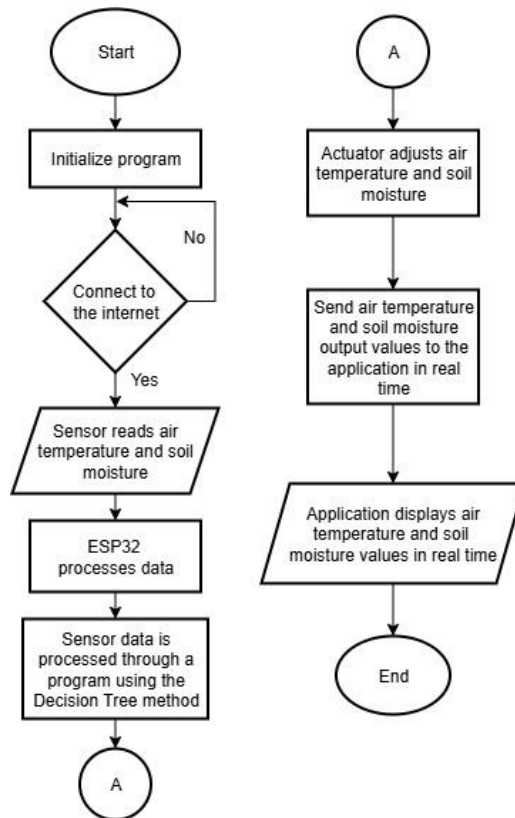 Start
Initialize program
No
Connect to
the internet
Yes
Sensor reads air
temperature and soil
moisture
ESP32
processes data
Sensor data is
processed through a
program using the
Decision Tree method
A
A
Actuator adjusts air
temperature and soil
moisture
Send air temperature
and soil moisture
output values to the
application in real
time
Application displays air
temperature and soil
moisture values in real time
End